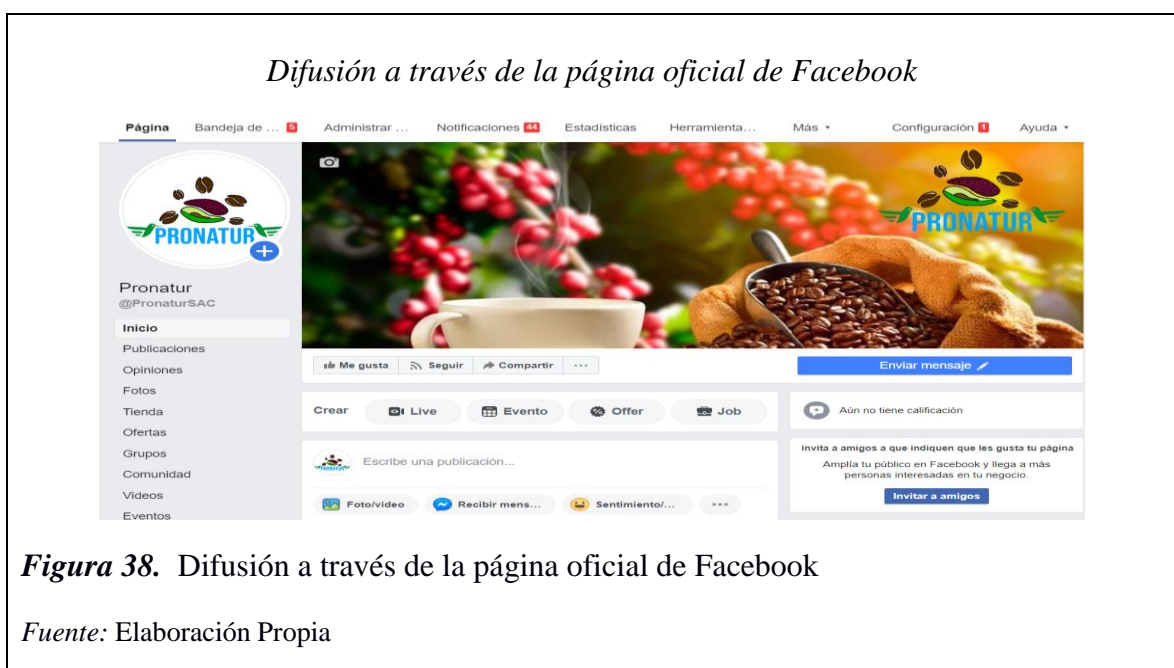 Difusión a través de la página oficial de Facebook
Página Bandeja de ... 5 Administrar ... Notificaciones 44 Estadísticas Herramienta... Más Configuración 1 Ayuda
PRONATUR
PRONATUR
Pronatur
@PronaturSAC
Inicio
Publicaciones
Opiniones
Fotos
Tienda
Ofertas
Grupos
Comunidad
Videos
Eventos
Me gusta Seguir Compartir ... Enviar mensaje
Crear Live Evento Offer Job
Aún no tiene calificación
PRONATUR
Escribe una publicación...
Foto/video Recibir mens... Sentimiento/... ...
Invita a amigos a que indiquen que les gusta tu página
Amplía tu público en Facebook y llega a más
personas interesadas en tu negocio.
Invitar a amigos
Figura 38. Difusión a través de la página oficial de Facebook
Fuente: Elaboración Propia